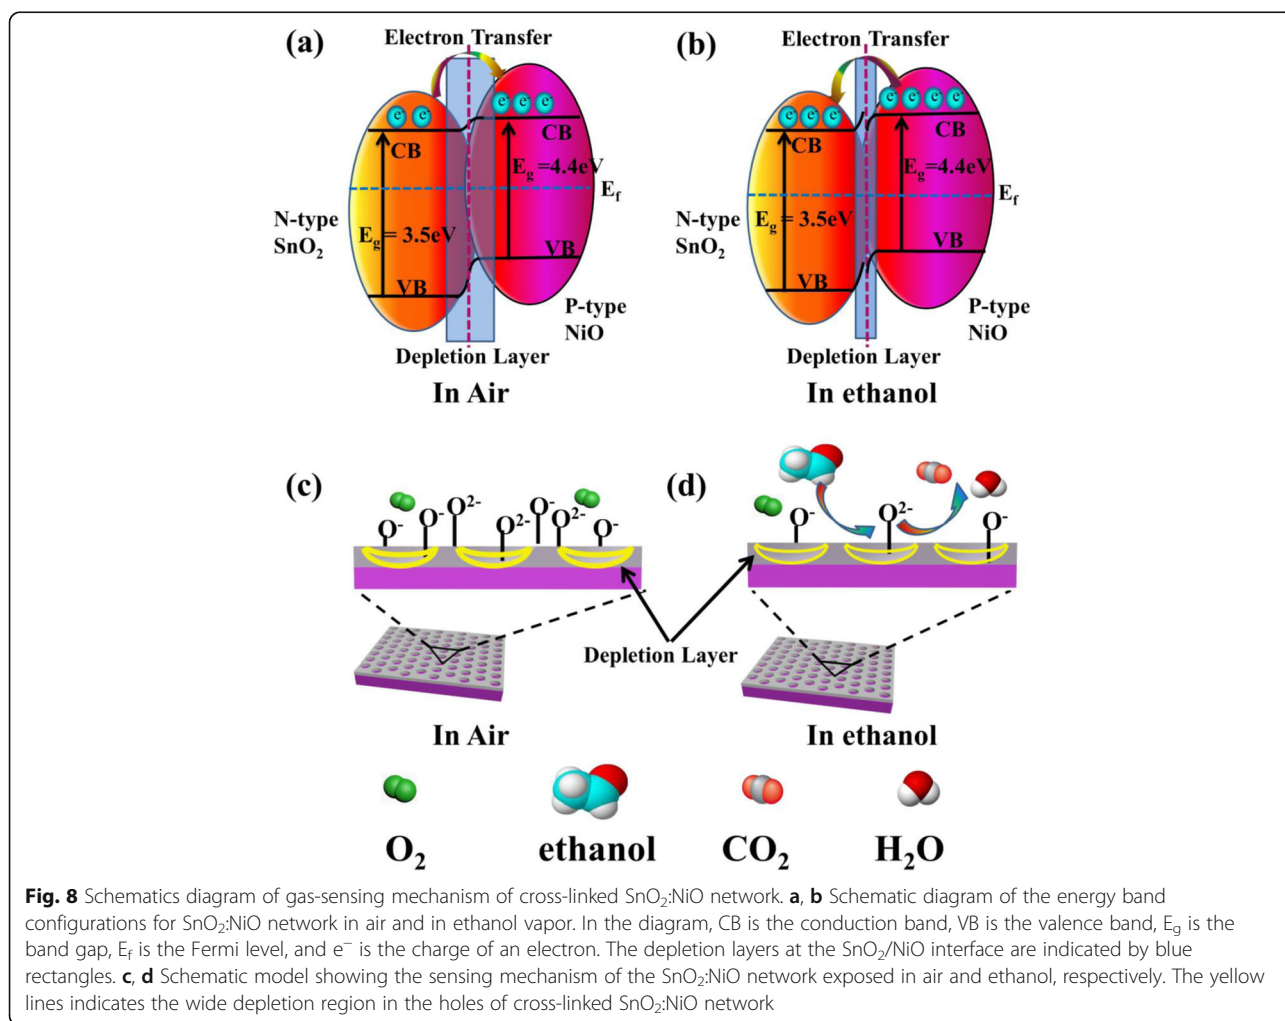 (a)
Electron Transfer
e⁻ e⁻
e⁻ e⁻ e⁻
CB
CB
E_g =4.4eV
E_f
N-type
SnO₂
E_g = 3.5eV
VB
VB
P-type
NiO
Depletion Layer
In Air
(b)
Electron Transfer
e⁻ e⁻ e⁻
e⁻ e⁻ e⁻ e⁻
CB
CB
E_g =4.4eV
E_f
N-type
SnO₂
E_g = 3.5eV
VB
VB
P-type
NiO
Depletion Layer
In ethanol
(c)
O⁻ O⁻ O²⁻ O²⁻ O⁻ O²⁻ O⁻
In Air
(d)
O⁻ O²⁻ O⁻
Depletion Layer
In ethanol
O₂ ethanol CO₂ H₂O
Fig. 8 Schematics diagram of gas-sensing mechanism of cross-linked SnO₂:NiO network. a, b Schematic diagram of the energy band
configurations for SnO₂:NiO network in air and in ethanol vapor. In the diagram, CB is the conduction band, VB is the valence band, E_g is the
band gap, E_f is the Fermi level, and e⁻ is the charge of an electron. The depletion layers at the SnO₂/NiO interface are indicated by blue
rectangles. c, d Schematic model showing the sensing mechanism of the SnO₂:NiO network exposed in air and ethanol, respectively. The yellow
lines indicates the wide depletion region in the holes of cross-linked SnO₂:NiO network